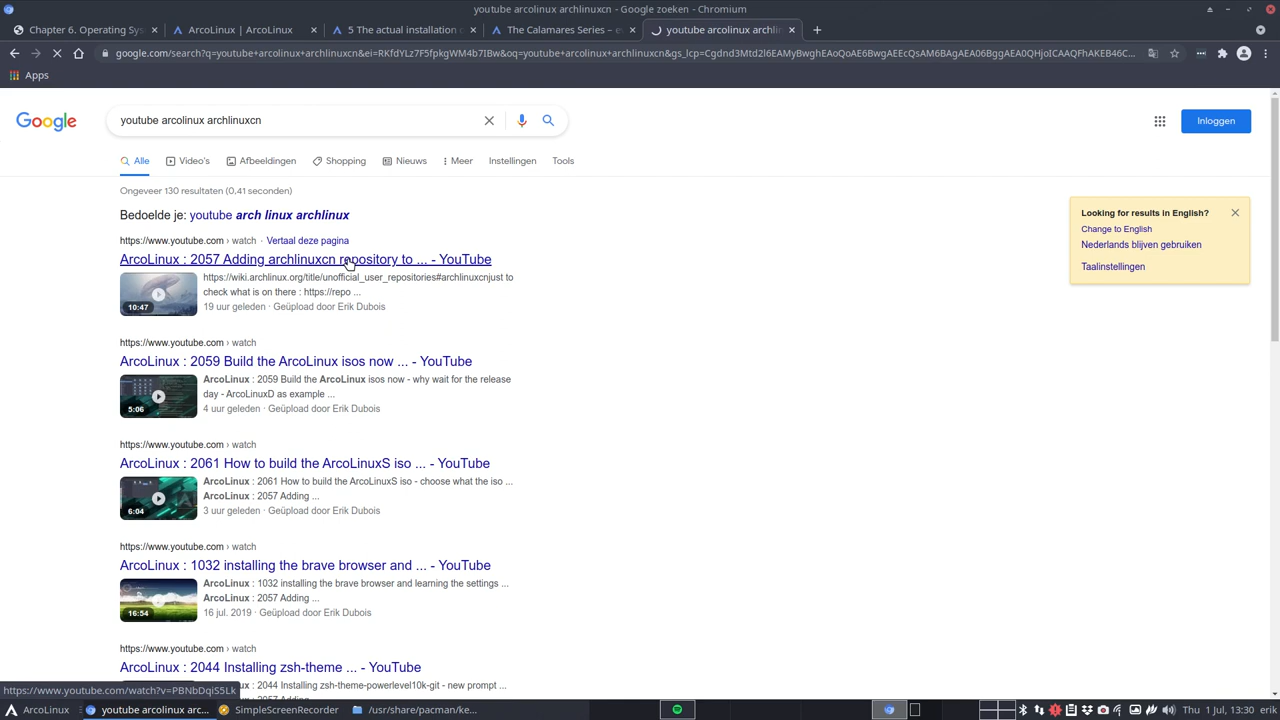 youtube arcolinux archlinuxcn - Google zoeken - Chromium
Chapter 6. Operating Sys
ArcoLinux | ArcoLinux
5 The actual installation o
The Calamares Series – e
youtube arcolinux archlin
google.com/search?q=youtube+arcolinux+archlinuxcn&ei=RKfdYLz7F5fpkgWM4b7IBw&oq=youtube+arcolinux+archlinuxcn&gs_lcp=Cgdnd3Mtd2l6EAMyBwghEAoQoAE6BwgAEEcQsAM6BAgAEA06BggAEA0QHjoICAAQFhAKEB46C...
Apps
Google
youtube arcolinux archlinuxcn
Inloggen
Alle
Video's
Afbeeldingen
Shopping
Nieuws
Meer
Instellingen
Tools
Ongeveer 130 resultaten (0,41 seconden)
Bedoelde je: youtube arch linux archlinux
https://www.youtube.com › watch · Vertaal deze pagina
ArcoLinux : 2057 Adding archlinuxcn repository to ... - YouTube
https://wiki.archlinux.org/title/unofficial_user_repositories#archlinuxcnjust to
check what is on there : https://repo ...
10:47
19 uur geleden · Geüpload door Erik Dubois
https://www.youtube.com › watch
ArcoLinux : 2059 Build the ArcoLinux isos now ... - YouTube
ArcoLinux : 2059 Build the ArcoLinux isos now - why wait for the release
day - ArcoLinuxD as example ...
5:06
4 uur geleden · Geüpload door Erik Dubois
https://www.youtube.com › watch
ArcoLinux : 2061 How to build the ArcoLinuxS iso ... - YouTube
ArcoLinux : 2061 How to build the ArcoLinuxS iso - choose what the iso ...
ArcoLinux : 2057 Adding ...
6:04
3 uur geleden · Geüpload door Erik Dubois
https://www.youtube.com › watch
ArcoLinux : 1032 installing the brave browser and ... - YouTube
ArcoLinux : 1032 installing the brave browser and learning the settings ...
ArcoLinux : 2057 Adding ...
16:54
16 jul. 2019 · Geüpload door Erik Dubois
https://www.youtube.com › watch
ArcoLinux : 2044 Installing zsh-theme ... - YouTube
ux : 2044 Installing zsh-theme-powerlevel10k-git - new prompt ...
Looking for results in English?
Change to English
Nederlands blijven gebruiken
Taalinstellingen
https://www.youtube.com/watch?v=PBNbDqiS5Lk
ArcoLinux
youtube arcolinux arc...
SimpleScreenRecorder
/usr/share/pacman/ke...
Thu 1 Jul, 13:30 erik